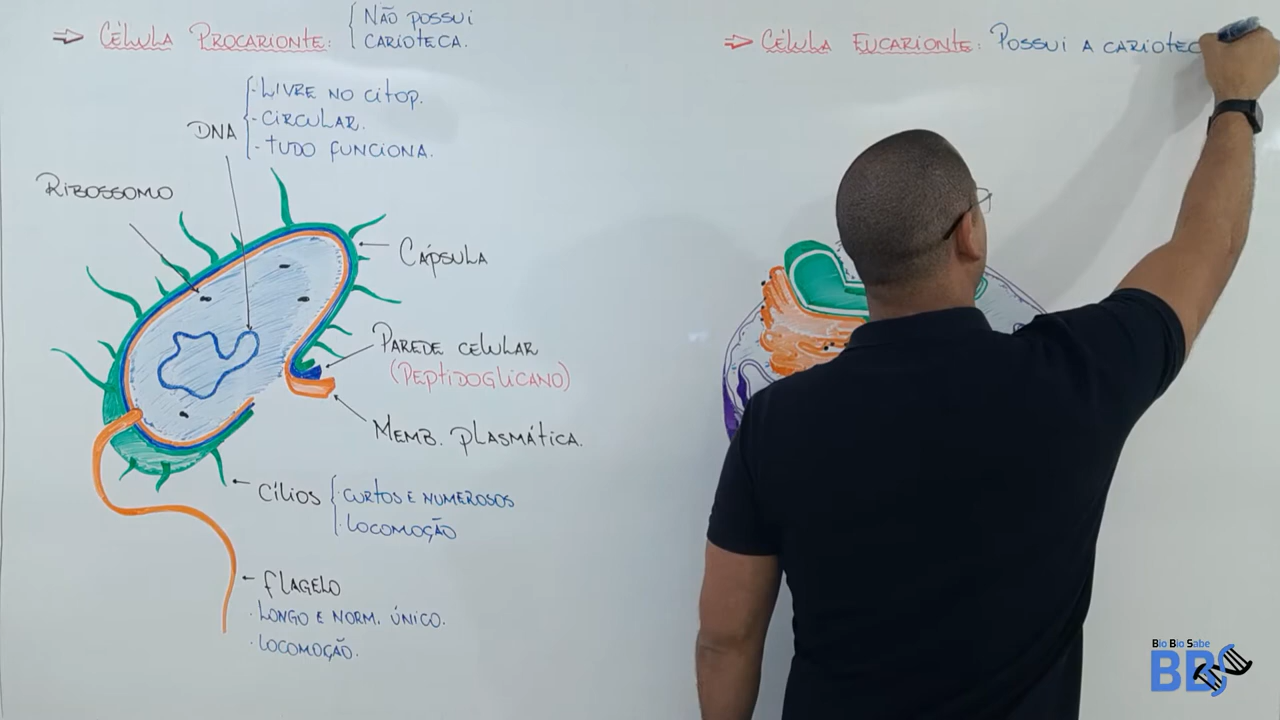 ⇒ CÉLULA PROCARIONTE: { NÃO POSSUI
CARIOTECA.
DNA { - LIVRE NO CITOP.
- CIRCULAR.
- TUDO FUNCIONA.
RIBOSSOMO
CÁPSULA
PAREDE CELULAR
(PEPTIDOGLICANO)
MEMB. PLASMÁTICA.
CÍLIOS { · CURTOS E NUMEROSOS
· LOCOMOÇÃO
FLAGELO
· LONGO E NORM. ÚNICO.
· LOCOMOÇÃO.
⇒ CÉLULA EUCARIONTE: POSSUI A CARIOTEC
Bio Bio Sabe
BBS